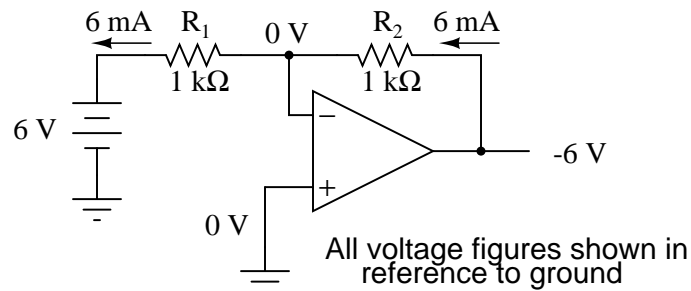 6 mA R1 0 V R2 6 mA
1 kΩ 1 kΩ
6 V
−
-6 V
+
0 V
All voltage figures shown in
reference to ground